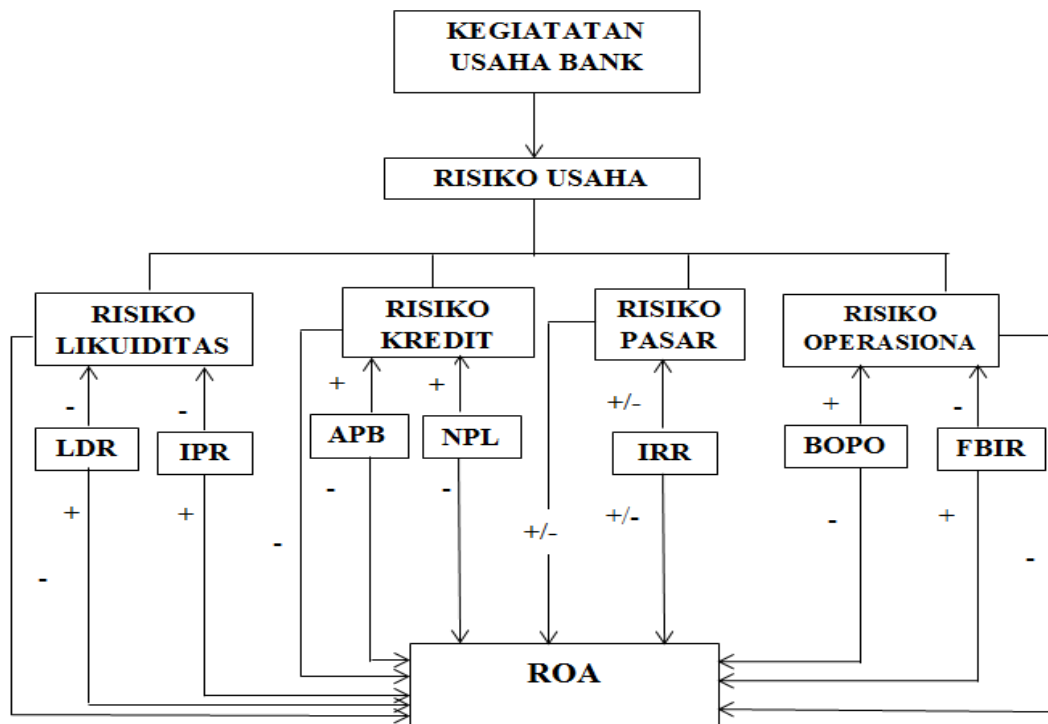 KEGIATATAN
USAHA BANK
RISIKO USAHA
RISIKO
LIKUIDITAS
RISIKO
KREDIT
RISIKO
PASAR
RISIKO
OPERASIONA
- - + + +/- + -
LDR IPR APB NPL IRR BOPO FBIR
+ + - - +/- - +
- - +/- -
ROA